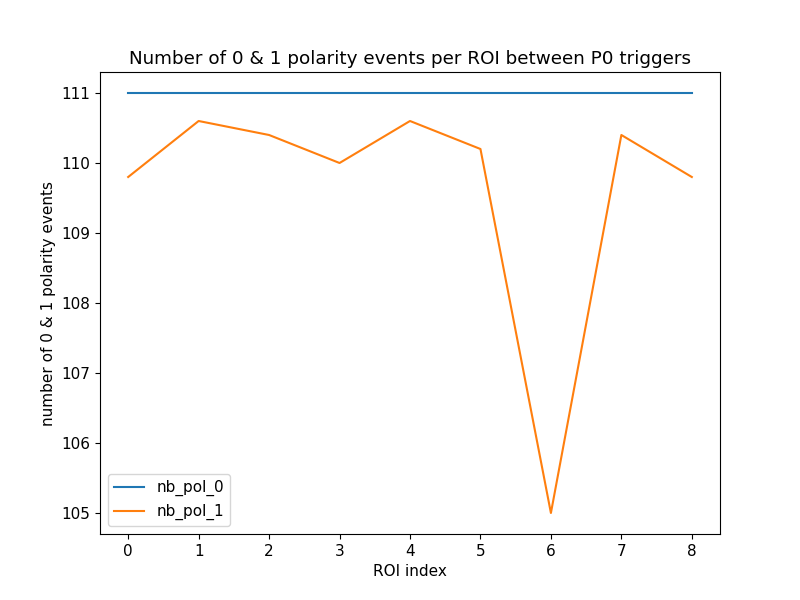 Number of 0 & 1 polarity events per ROI between P0 triggers
number of 0 & 1 polarity events
111
110
109
108
107
106
105
nb_pol_0
nb_pol_1
0 1 2 3 4 5 6 7 8
ROI index